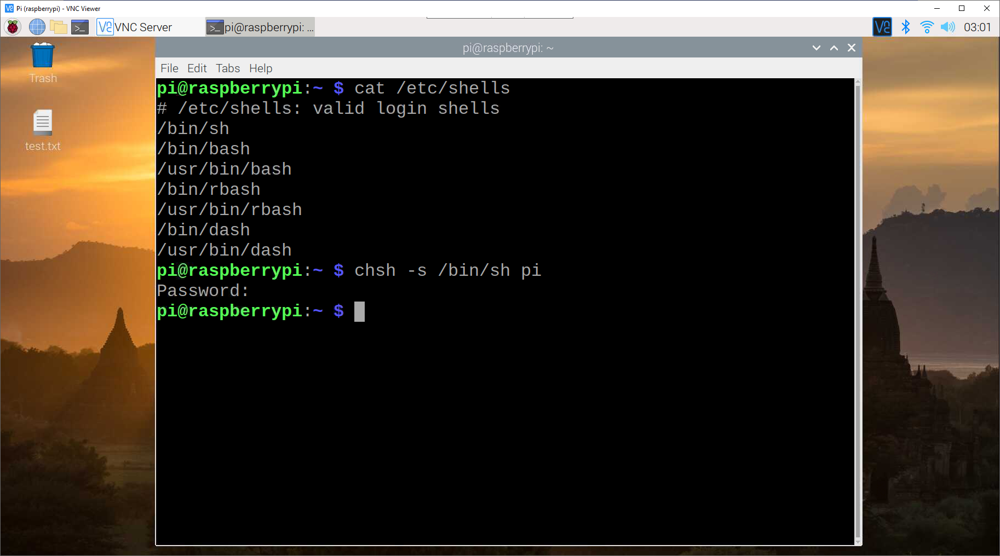 Pi (raspberrypi) - VNC Viewer
VNC Server
pi@raspberrypi: ...
03:01
Trash
test.txt
pi@raspberrypi: ~
File Edit Tabs Help
pi@raspberrypi:~ $ cat /etc/shells
# /etc/shells: valid login shells
/bin/sh
/bin/bash
/usr/bin/bash
/bin/rbash
/usr/bin/rbash
/bin/dash
/usr/bin/dash
pi@raspberrypi:~ $ chsh -s /bin/sh pi
Password:
pi@raspberrypi:~ $